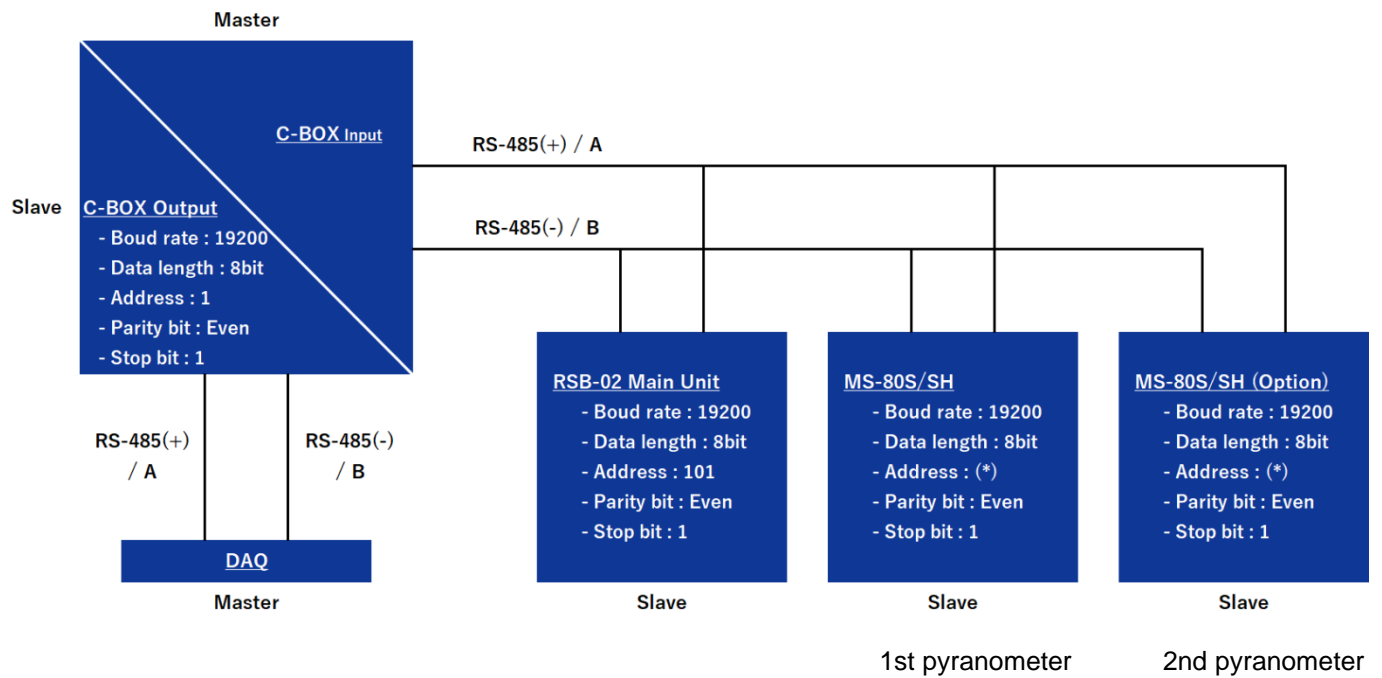 Master
C-BOX Input
RS-485(+) / A
Slave
C-BOX Output
- Boud rate : 19200
- Data length : 8bit
- Address : 1
- Parity bit : Even
- Stop bit : 1
RS-485(-) / B
RS-485(+)
/ A
RS-485(-)
/ B
DAQ
Master
RSB-02 Main Unit
- Boud rate : 19200
- Data length : 8bit
- Address : 101
- Parity bit : Even
- Stop bit : 1
Slave
MS-80S/SH
- Boud rate : 19200
- Data length : 8bit
- Address : (*)
- Parity bit : Even
- Stop bit : 1
Slave
1st pyranometer
MS-80S/SH (Option)
- Boud rate : 19200
- Data length : 8bit
- Address : (*)
- Parity bit : Even
- Stop bit : 1
Slave
2nd pyranometer